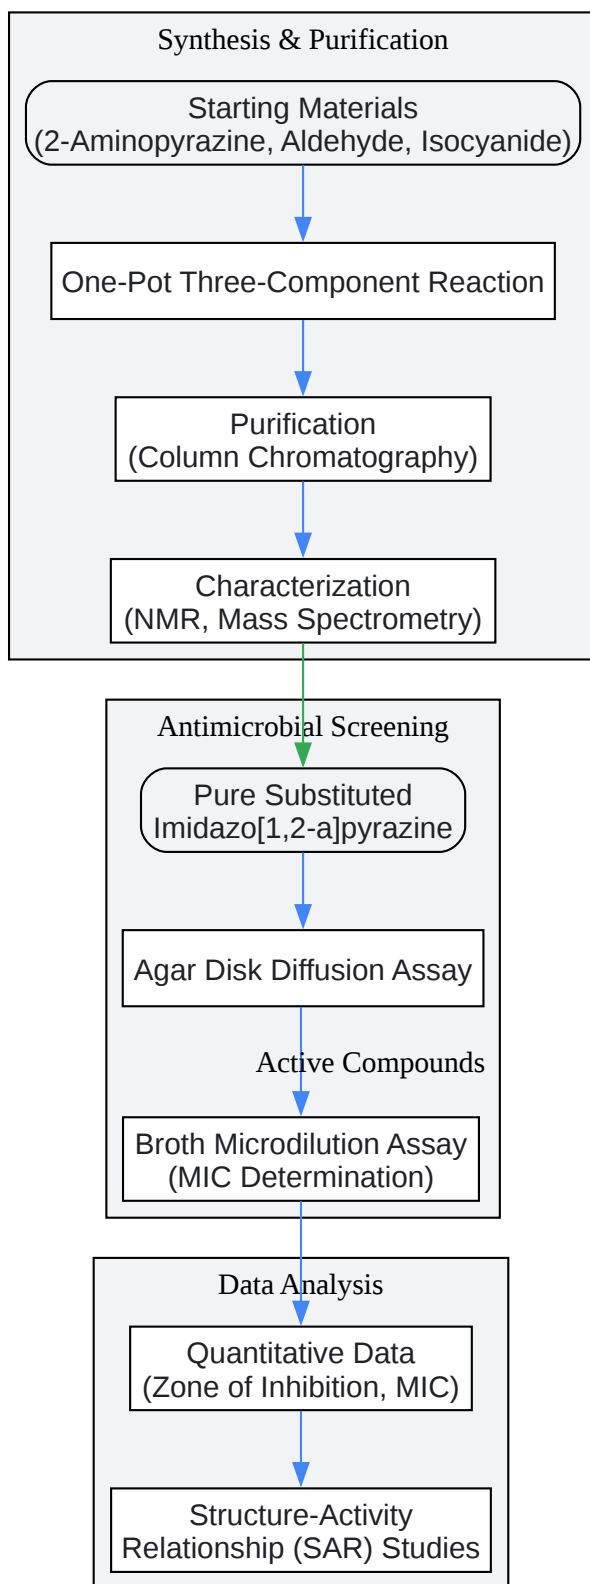 Synthesis & Purification
Starting Materials
(2-Aminopyrazine, Aldehyde, Isocyanide)
One-Pot Three-Component Reaction
Purification
(Column Chromatography)
Characterization
(NMR, Mass Spectrometry)
Antimicrobial Screening
Pure Substituted
Imidazo[1,2-a]pyrazine
Agar Disk Diffusion Assay
Active Compounds
Broth Microdilution Assay
(MIC Determination)
Data Analysis
Quantitative Data
(Zone of Inhibition, MIC)
Structure-Activity
Relationship (SAR) Studies